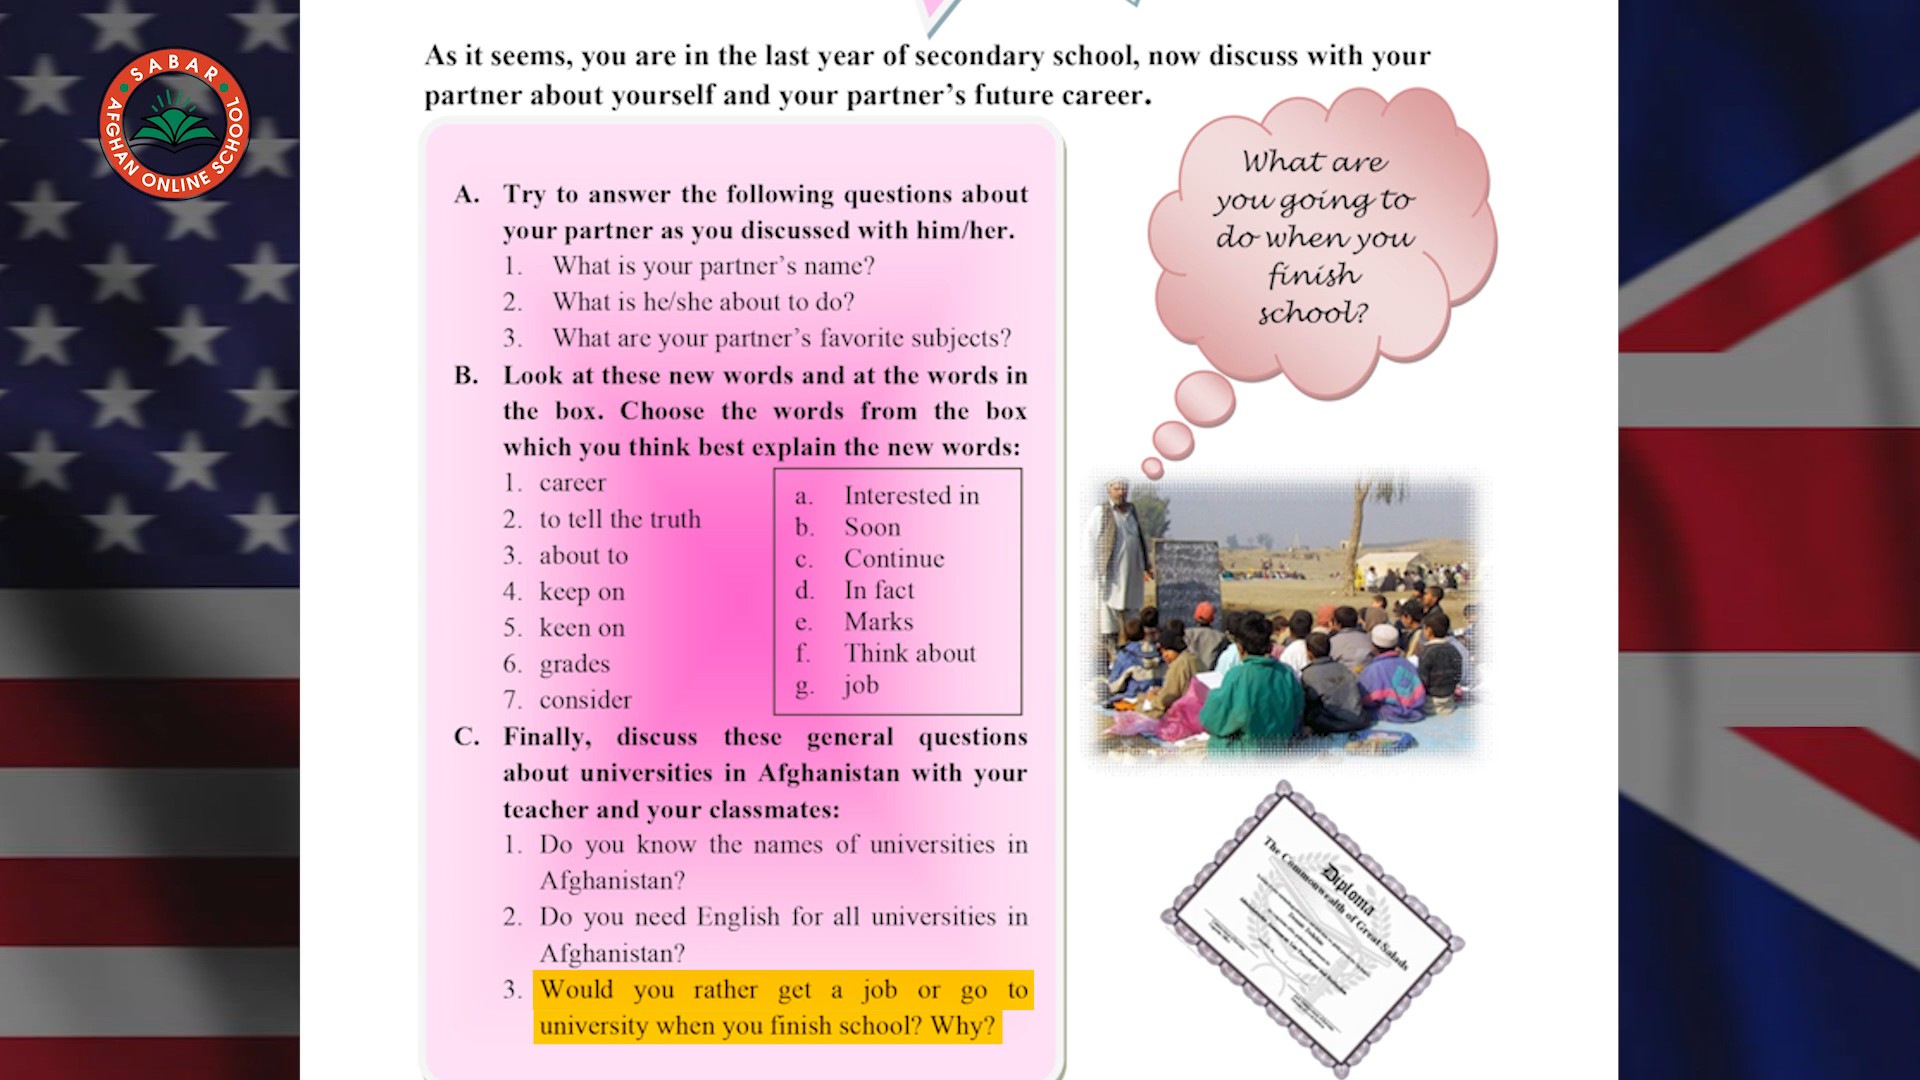 SABAR
AFGHAN ONLINE SCHOOL
As it seems, you are in the last year of secondary school, now discuss with your
partner about yourself and your partner's future career.
What are
you going to
do when you
finish
school?
A. Try to answer the following questions about
your partner as you discussed with him/her.
1. What is your partner's name?
2. What is he/she about to do?
3. What are your partner's favorite subjects?
B. Look at these new words and at the words in
the box. Choose the words from the box
which you think best explain the new words:
1. career
2. to tell the truth
3. about to
4. keep on
5. keen on
6. grades
7. consider
a. Interested in
b. Soon
c. Continue
d. In fact
e. Marks
f. Think about
g. job
C. Finally, discuss these general questions
about universities in Afghanistan with your
teacher and your classmates:
1. Do you know the names of universities in
Afghanistan?
2. Do you need English for all universities in
Afghanistan?
3. Would you rather get a job or go to
university when you finish school? Why?
The Commonwealth of Great Salads
Diploma